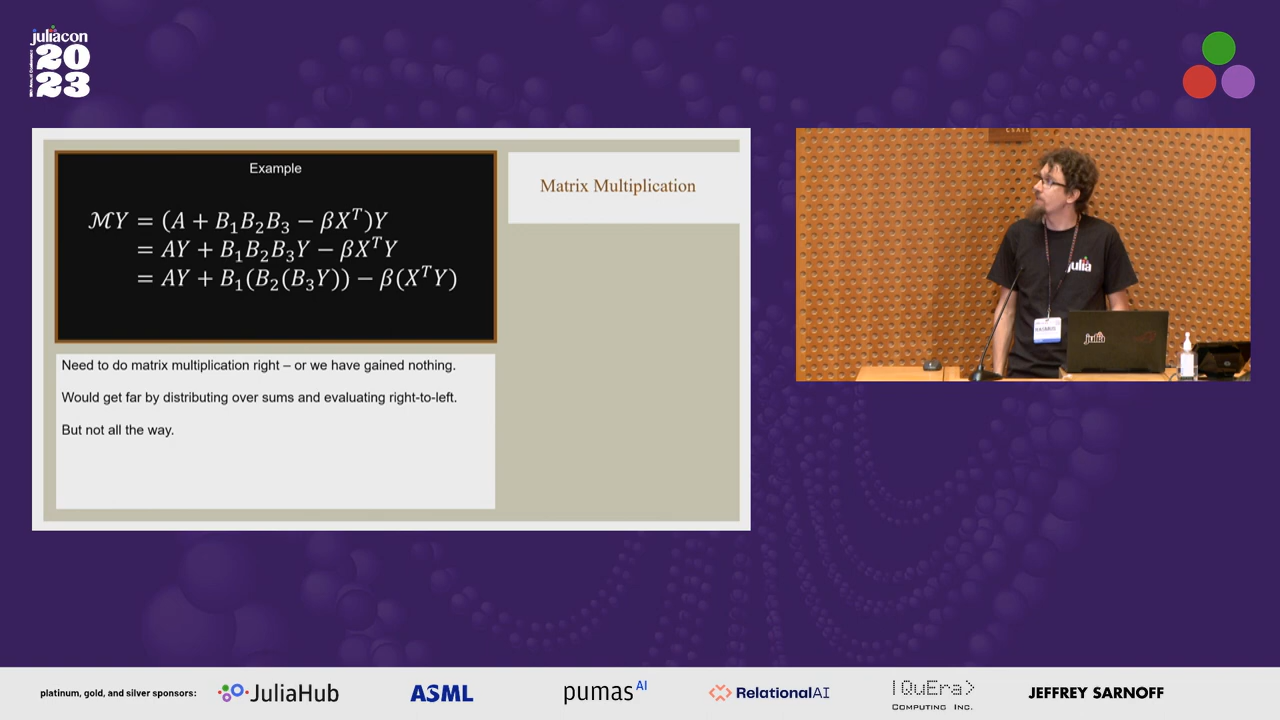 juliacon
2023
Example
ℳY = (A + B₁B₂B₃ − βXᵀ)Y
= AY + B₁B₂B₃Y − βXᵀY
= AY + B₁(B₂(B₃Y)) − β(XᵀY)
Need to do matrix multiplication right – or we have gained nothing.
Would get far by distributing over sums and evaluating right-to-left.
But not all the way.
Matrix Multiplication
julia
julia
platinum, gold, and silver sponsors:
JuliaHub
ASML
pumas AI
RelationalAI
|QuEra>
COMPUTING INC.
JEFFREY SARNOFF